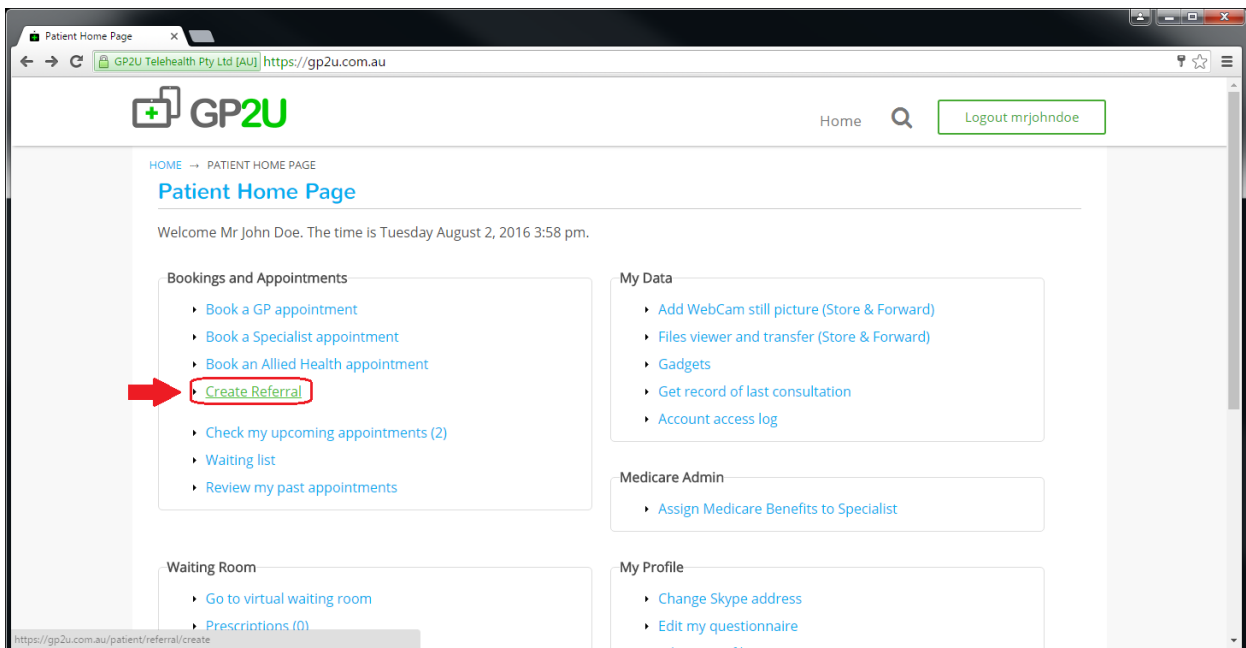 Patient Home Page
GP2U Telehealth Pty Ltd [AU] https://gp2u.com.au
GP2U
Home
Logout mrjohndoe
HOME → PATIENT HOME PAGE
Patient Home Page
Welcome Mr John Doe. The time is Tuesday August 2, 2016 3:58 pm.
Bookings and Appointments
Book a GP appointment
Book a Specialist appointment
Book an Allied Health appointment
Create Referral
Check my upcoming appointments (2)
Waiting list
Review my past appointments
My Data
Add WebCam still picture (Store & Forward)
Files viewer and transfer (Store & Forward)
Gadgets
Get record of last consultation
Account access log
Medicare Admin
Assign Medicare Benefits to Specialist
Waiting Room
Go to virtual waiting room
Prescriptions (0)
My Profile
Change Skype address
Edit my questionnaire
https://gp2u.com.au/patient/referral/create